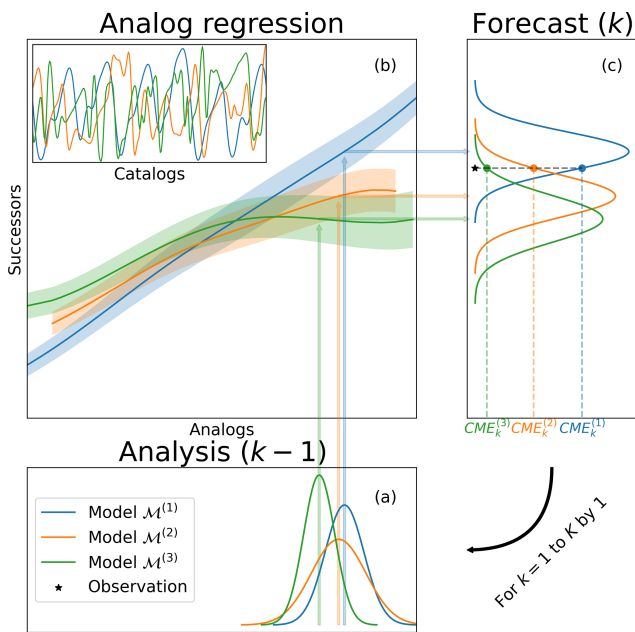 Analog regression
Forecast (k)
(b)
(c)
Catalogs
Successors
Analogs
CME_k^{(3)} CME_k^{(2)} CME_k^{(1)}
Analysis (k − 1)
(a)
Model ℳ^{(1)}
Model ℳ^{(2)}
Model ℳ^{(3)}
Observation
For k = 1 to K by 1